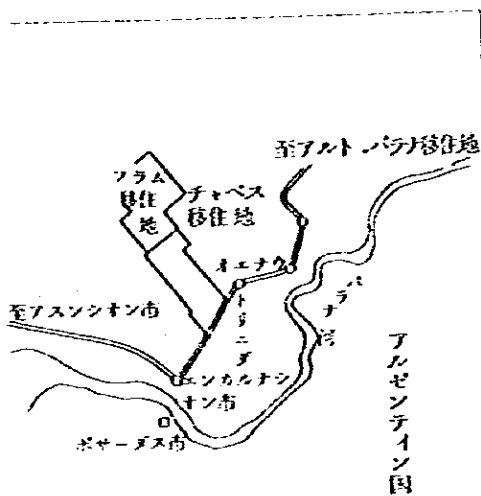 至アルト・パラナ移住地
フラム
移住
地
チャベス
移住地
オエナウ
トリニダ
パラナ河
至アスンシオン市
エンカルナシ
オン市
ポサーダス市
アルゼンテイン国